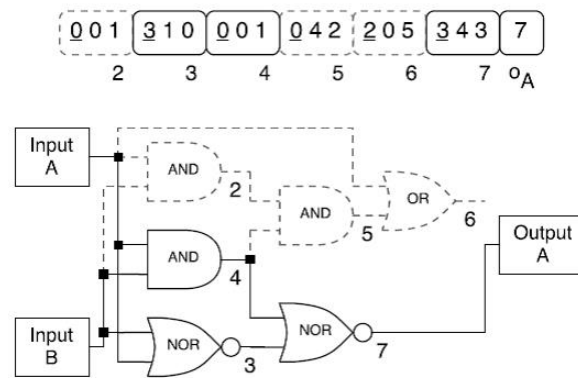 0 0 1 3 1 0 0 0 1 0 4 2 2 0 5 3 4 3 7
2 3 4 5 6 7 oA
Input A
AND
2
AND
5
OR
6
Output A
AND
4
Input B
NOR
3
NOR
7